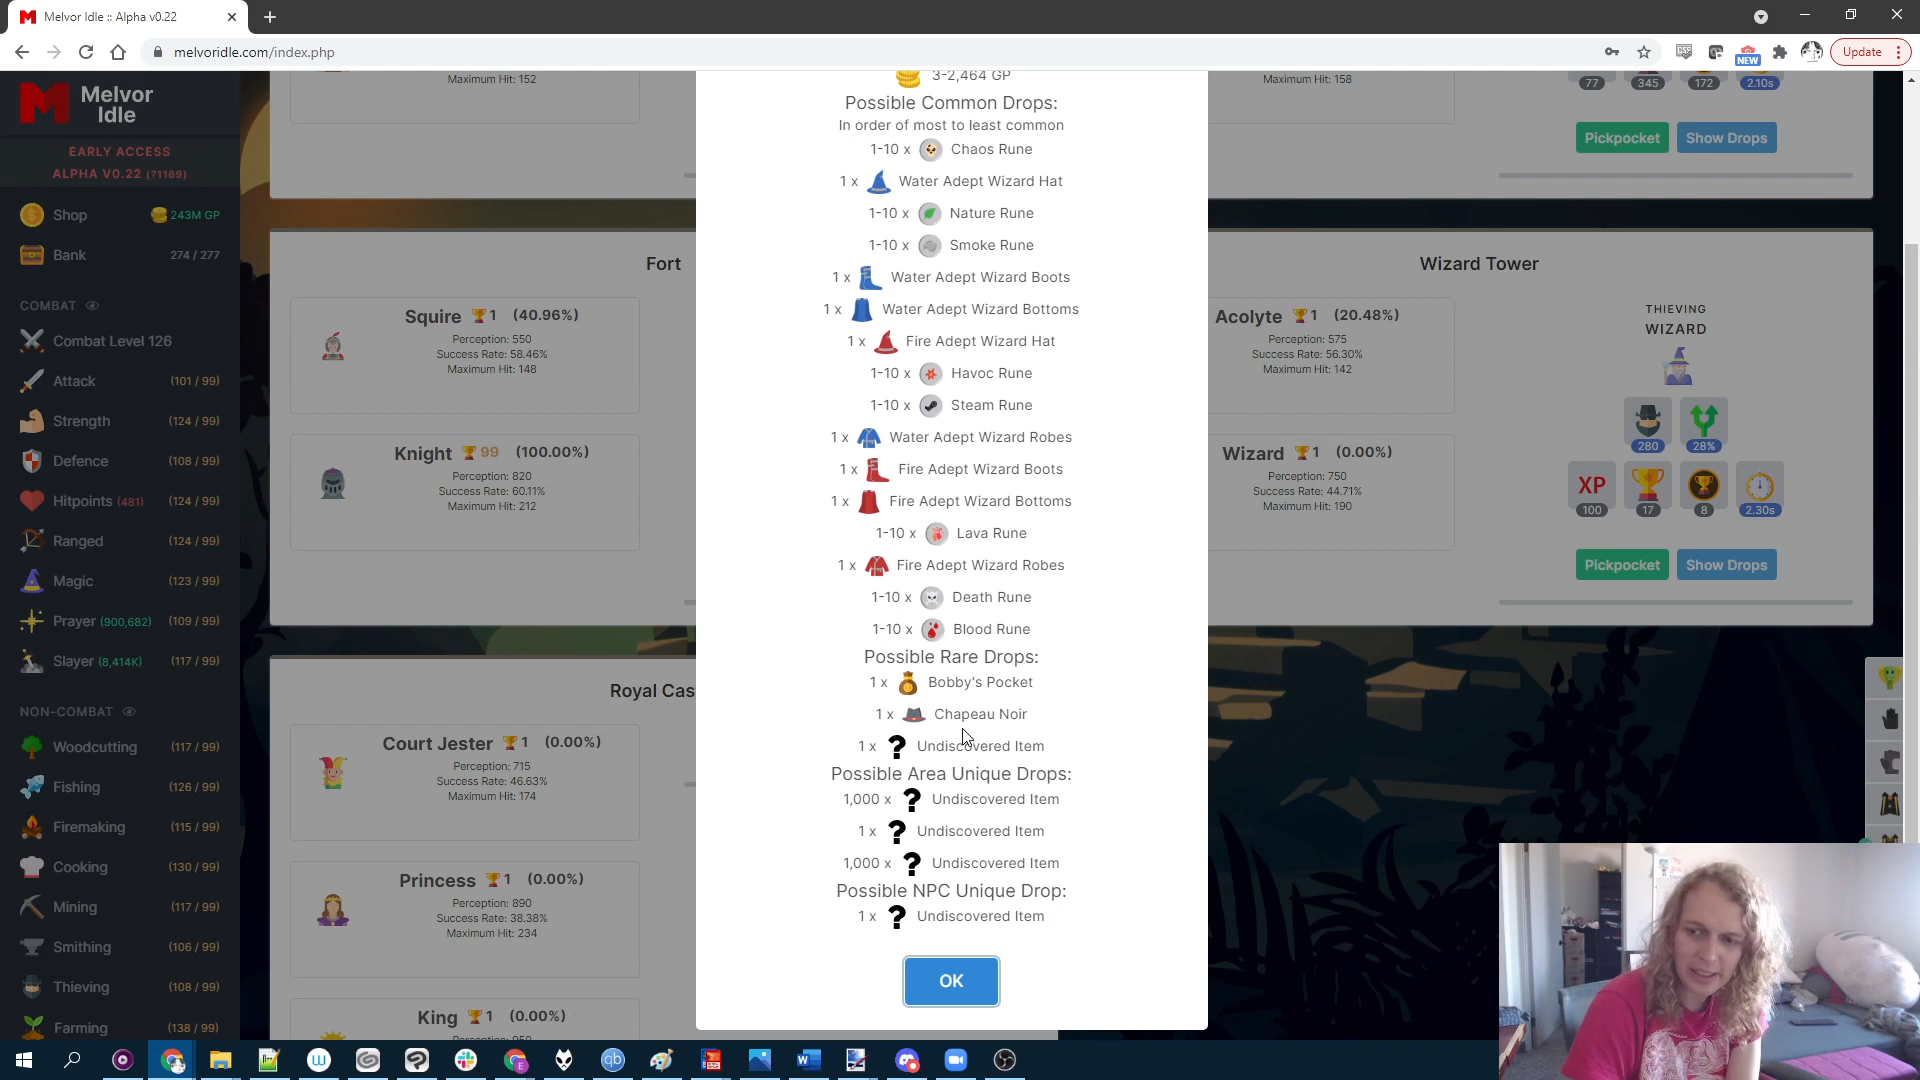 Melvor Idle :: Alpha v0.22
melvoridle.com/index.php
NEW
Update
Melvor
Idle
EARLY ACCESS
ALPHA V0.22 (?1169)
Shop 243M GP
Bank 274 / 277
COMBAT
Combat Level 126
Attack (101 / 99)
Strength (124 / 99)
Defence (108 / 99)
Hitpoints (481) (124 / 99)
Ranged (124 / 99)
Magic (123 / 99)
Prayer (900,682) (109 / 99)
Slayer (8,414K) (117 / 99)
NON-COMBAT
Woodcutting (117 / 99)
Fishing (126 / 99)
Firemaking (115 / 99)
Cooking (130 / 99)
Mining (117 / 99)
Smithing (106 / 99)
Thieving (108 / 99)
Farming (138 / 99)
Maximum Hit: 152
Fort
Squire 1 (40.96%)
Perception: 550
Success Rate: 58.46%
Maximum Hit: 148
Knight 99 (100.00%)
Perception: 820
Success Rate: 60.11%
Maximum Hit: 212
Royal Cas
Court Jester 1 (0.00%)
Perception: 715
Success Rate: 46.63%
Maximum Hit: 174
Princess 1 (0.00%)
Perception: 890
Success Rate: 38.38%
Maximum Hit: 234
King 1 (0.00%)
3-2,464 GP
Possible Common Drops:
In order of most to least common
1-10 x Chaos Rune
1 x Water Adept Wizard Hat
1-10 x Nature Rune
1-10 x Smoke Rune
1 x Water Adept Wizard Boots
1 x Water Adept Wizard Bottoms
1 x Fire Adept Wizard Hat
1-10 x Havoc Rune
1-10 x Steam Rune
1 x Water Adept Wizard Robes
1 x Fire Adept Wizard Boots
1 x Fire Adept Wizard Bottoms
1-10 x Lava Rune
1 x Fire Adept Wizard Robes
1-10 x Death Rune
1-10 x Blood Rune
Possible Rare Drops:
1 x Bobby's Pocket
1 x Chapeau Noir
1 x ? Undiscovered Item
Possible Area Unique Drops:
1,000 x ? Undiscovered Item
1 x ? Undiscovered Item
1,000 x ? Undiscovered Item
Possible NPC Unique Drop:
1 x ? Undiscovered Item
OK
Maximum Hit: 158
77 345 172 2.10s
Pickpocket Show Drops
Wizard Tower
Acolyte 1 (20.48%)
Perception: 575
Success Rate: 56.30%
Maximum Hit: 142
Wizard 1 (0.00%)
Perception: 750
Success Rate: 44.71%
Maximum Hit: 190
THIEVING
WIZARD
280 28%
XP
100 17 8 2.30s
Pickpocket Show Drops